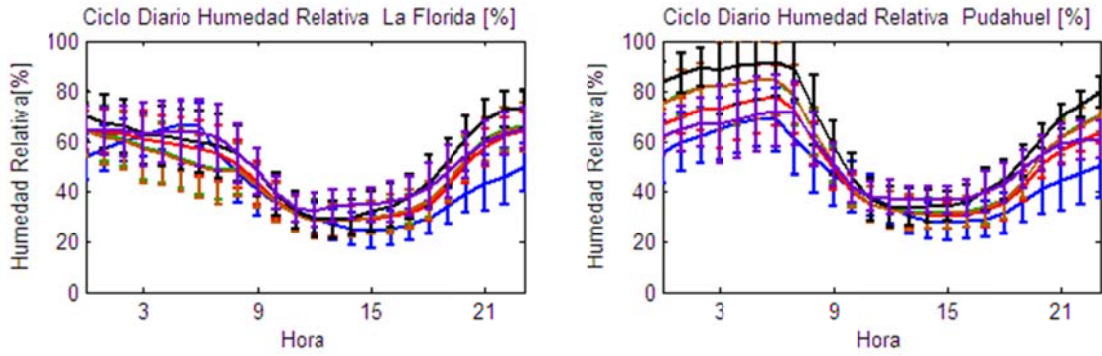 Ciclo Diario Humedad Relativa La Florida [%]
Humedad Relativa[%]
100
80
60
40
20
0
3 9 15 21
Hora
Ciclo Diario Humedad Relativa Pudahuel [%]
Humedad Relativa[%]
100
80
60
40
20
0
3 9 15 21
Hora